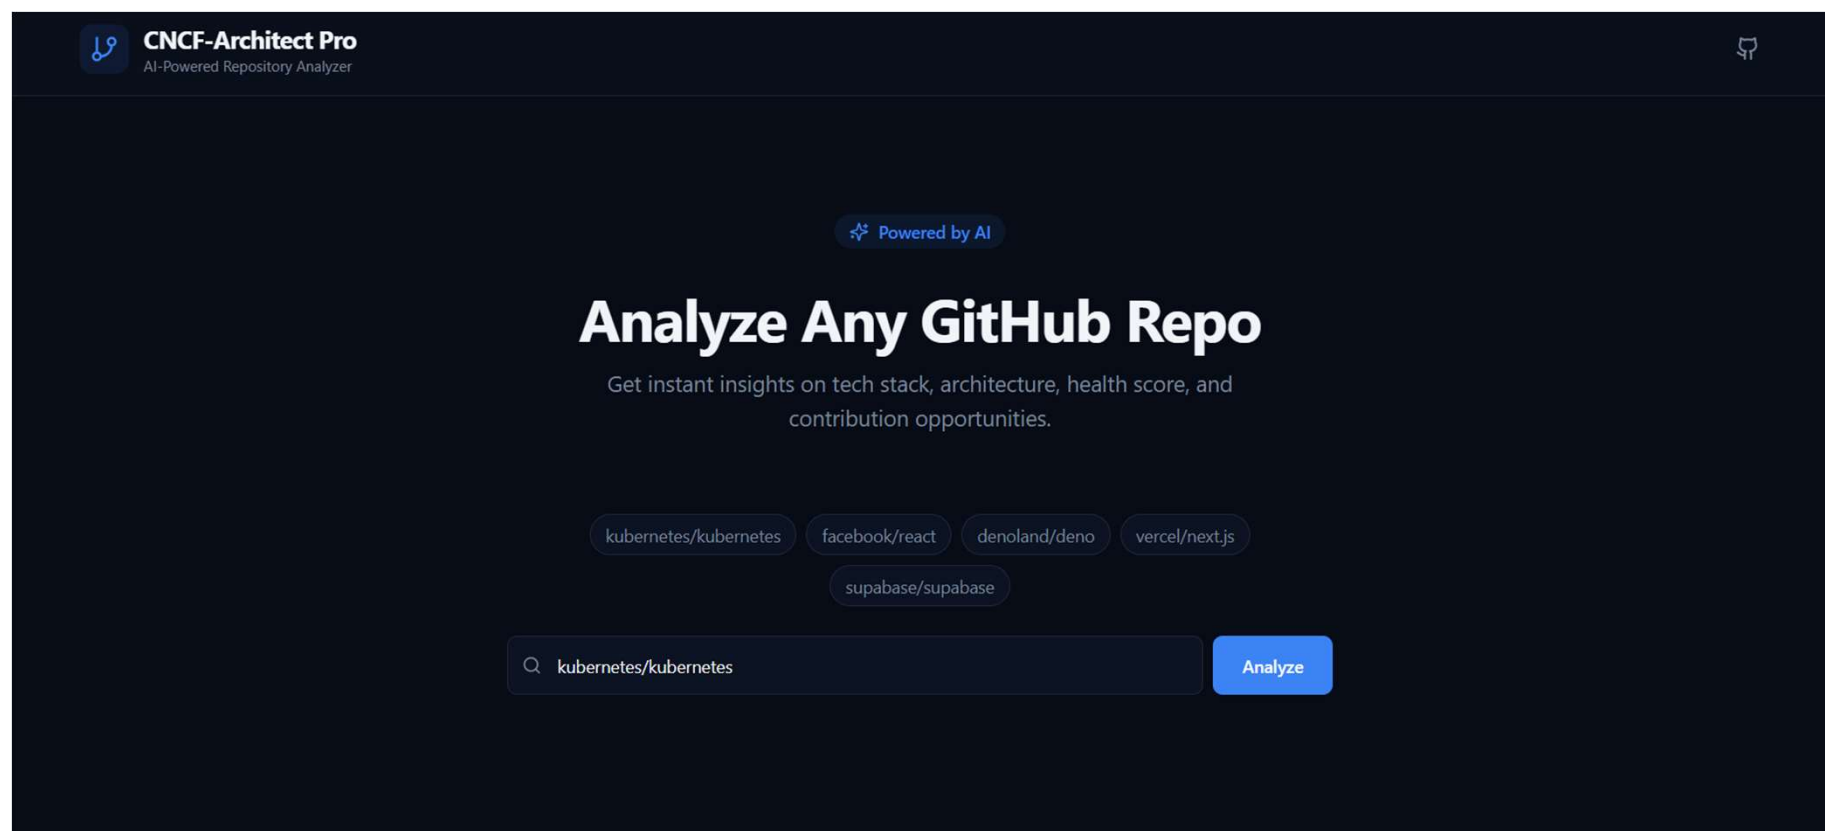 CNCF-Architect Pro
AI-Powered Repository Analyzer
Powered by AI
Analyze Any GitHub Repo
Get instant insights on tech stack, architecture, health score, and
contribution opportunities.
kubernetes/kubernetes facebook/react denoland/deno vercel/next.js
supabase/supabase
kubernetes/kubernetes Analyze